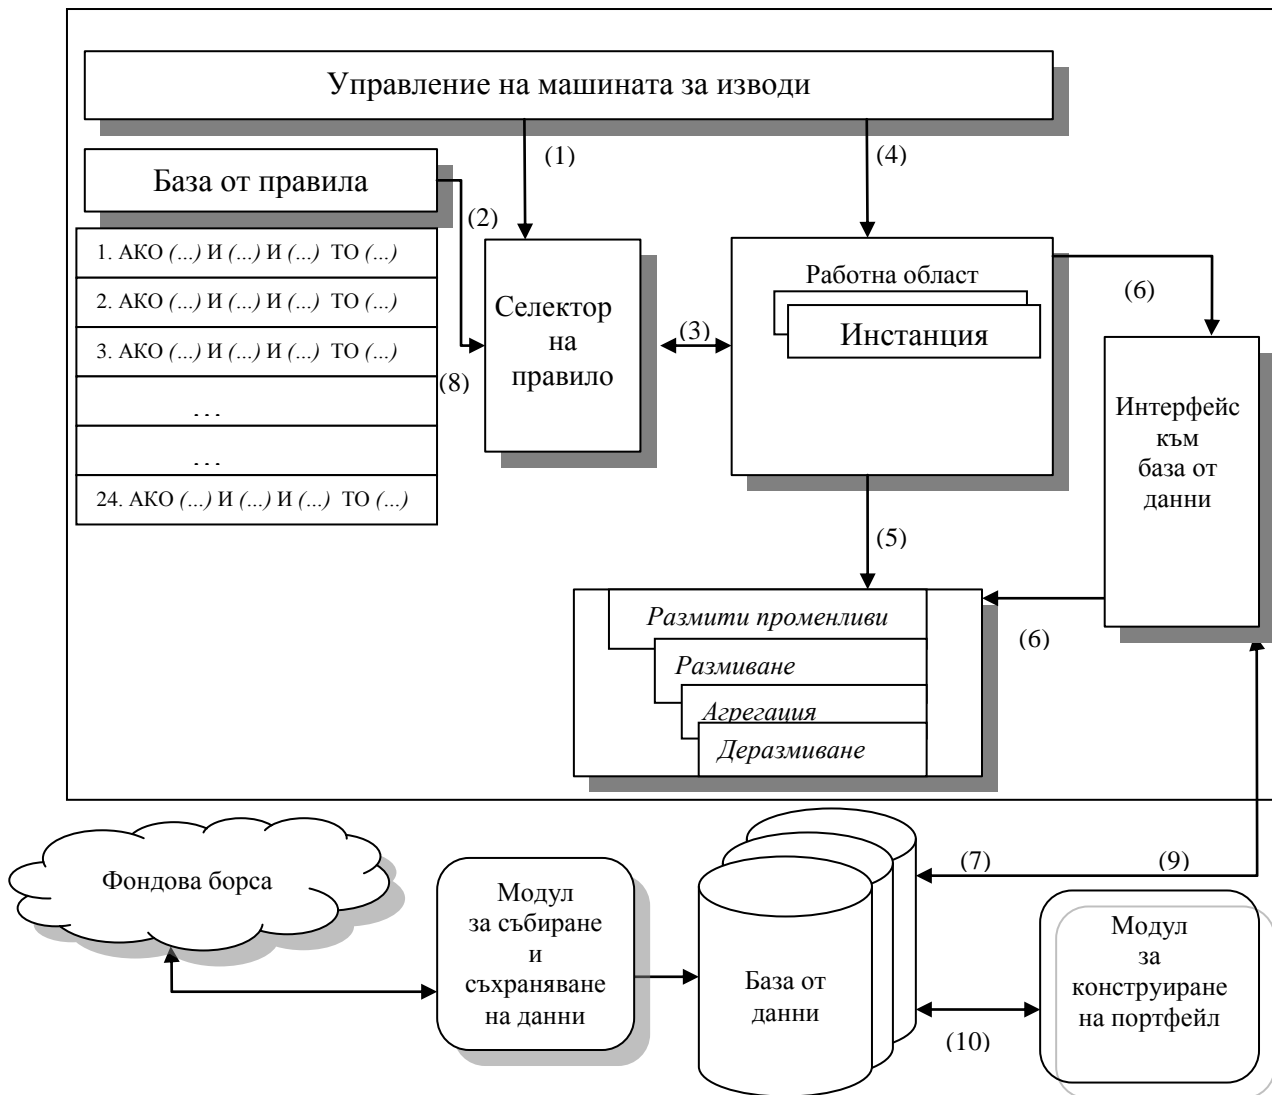 Управление на машината за изводи
(1)
(4)
База от правила
(2)
1. АКО (...) И (...) И (...) ТО (...)
2. АКО (...) И (...) И (...) ТО (...)
3. АКО (...) И (...) И (...) ТО (...)
...
...
24. АКО (...) И (...) И (...) ТО (...)
(8)
Селектор
на
правило
(3)
Работна област
Инстанция
(6)
Интерфейс
към
база от
данни
(5)
(6)
Размити променливи
Размиване
Агрегация
Деразмиване
Фондова борса
Модул
за събиране
и
съхраняване
на данни
База от
данни
(7)
(9)
Модул
за
конструиране
на портфейл
(10)